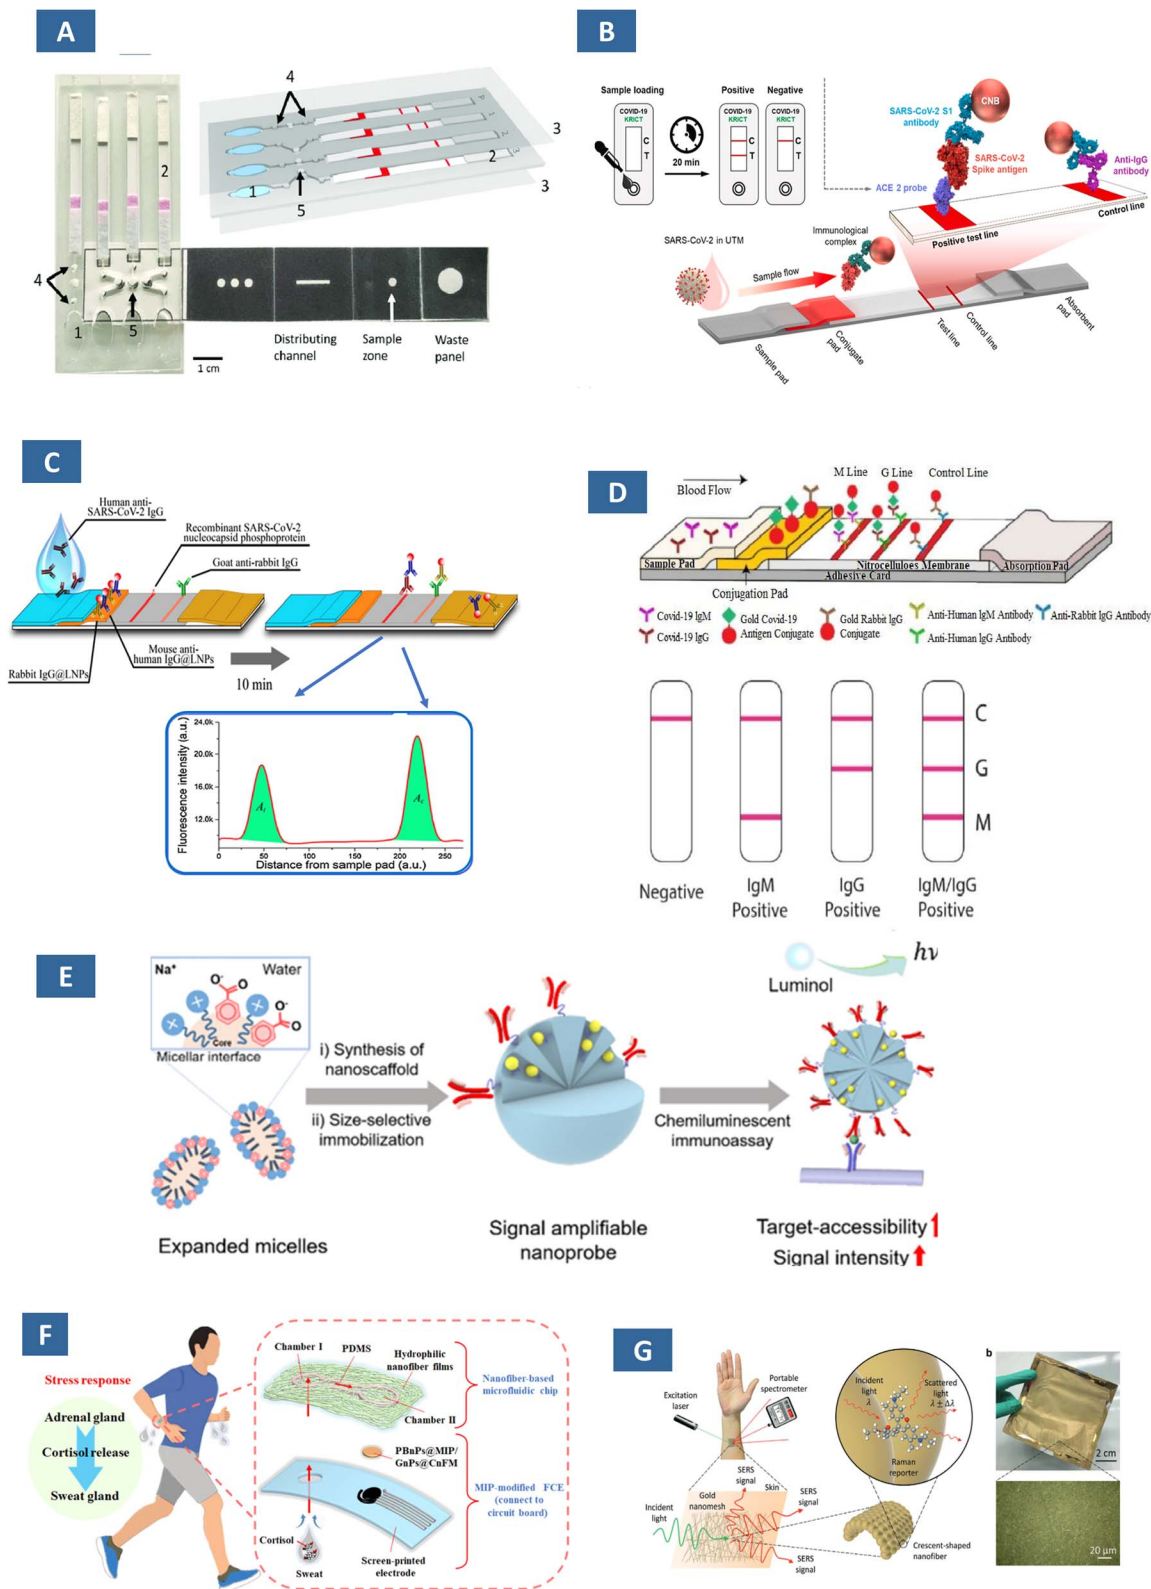 A
4
4
1
2
5
1
5
2
3
3
Distributing
channel
Sample
zone
Waste
panel
1 cm
B
Sample loading
Positive
Negative
COVID-19
KRICT
COVID-19
KRICT
COVID-19
KRICT
C
T
C
T
20 min
CNB
SARS-CoV-2 S1
antibody
SARS-CoV-2
Spike antigen
Anti-IgG
antibody
ACE 2 probe
Positive test line
Control line
SARS-CoV-2 in UTM
Immunological
complex
Sample flow
Sample pad
Conjugate
pad
Test line
Control line
Absorbent
pad
C
Human anti-
SARS-CoV-2 IgG
Recombinant SARS-CoV-2
nucleocapsid phosphoprotein
Goat anti-rabbit IgG
Mouse anti-
human IgG@LNPs
Rabbit IgG@LNPs
10 min
Fluorescence intensity (a.u.)
24.0k
20.0k
16.0k
12.0k
0
50
100
150
200
250
Distance from sample pad (a.u.)
D
Blood Flow
M Line
G Line
Control Line
Sample Pad
Nitrocelluloes Membrane
Absorption Pad
Adhesive Card
Conjugation Pad
Covid-19 IgM
Covid-19 IgG
Gold Covid-19
Antigen Conjugate
Gold Rabbit IgG
Conjugate
Anti-Human IgM Antibody
Anti-Human IgG Antibody
Anti-Rabbit IgG Antibody
C
G
M
Negative
IgM
Positive
IgG
Positive
IgM/IgG
Positive
E
Na⁺
Water
O⁻
O
O⁻
O
Core
Micellar interface
i) Synthesis of
nanoscaffold
ii) Size-selective
immobilization
Chemiluminescent
immunoassay
Luminol
hν
Expanded micelles
Signal amplifiable
nanoprobe
Target-accessibility
Signal intensity
F
Stress response
Adrenal gland
Cortisol release
Sweat gland
Chamber I
PDMS
Hydrophilic
nanofiber films
Chamber II
Nanofiber-based
microfluidic chip
PBnPs@MIP/
GnPs@CnFM
MIP-modified FCE
(connect to
circuit board)
Cortisol
Sweat
Screen-printed
electrode
G
Excitation
laser
Portable
spectrometer
Incident
light
λ
Scattered
light
λ ± Δλ
Raman
reporter
SERS
signal
Gold
nanomesh
Skin
Incident
light
SERS
signal
SERS
signal
Crescent-shaped
nanofiber
b
2 cm
20 μm